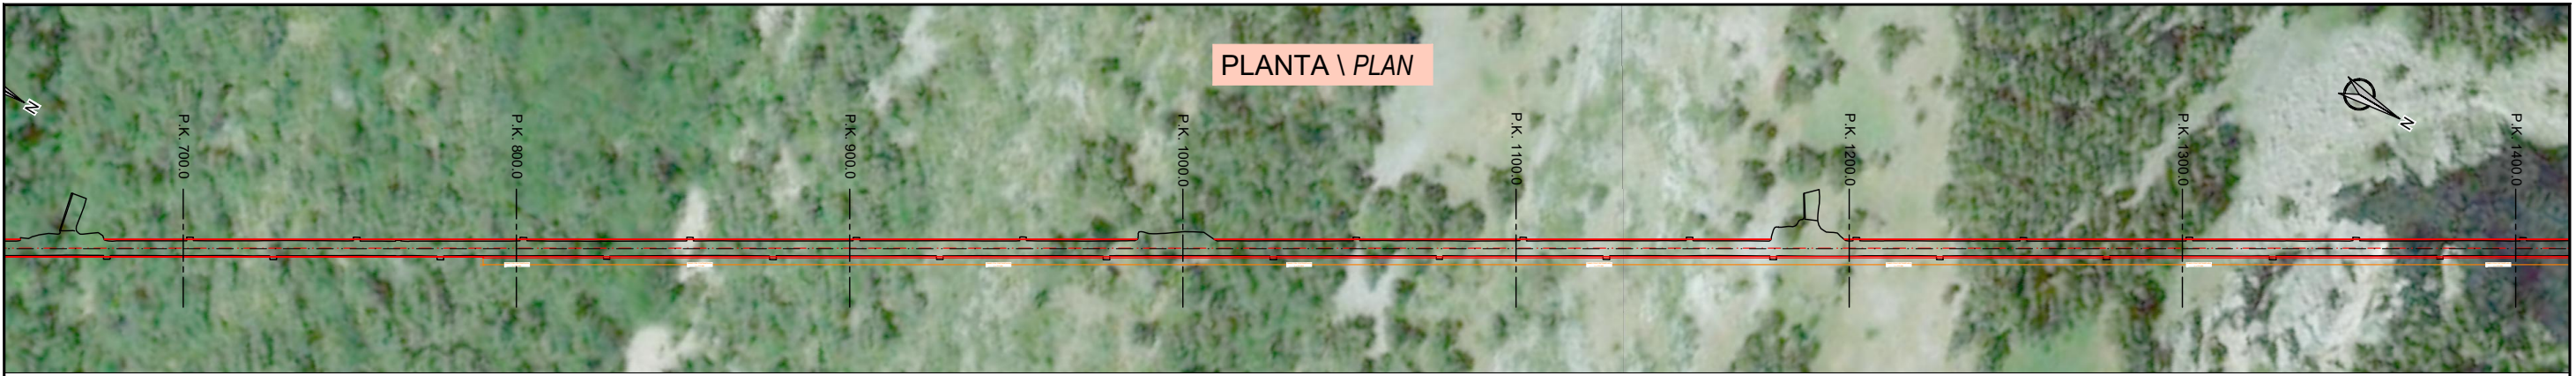 PLANTA \ PLAN
N
P.K. 700.0
P.K. 800.0
P.K. 900.0
P.K. 1000.0
P.K. 1100.0
P.K. 1200.0
P.K. 1300.0
N
P.K. 1400.0